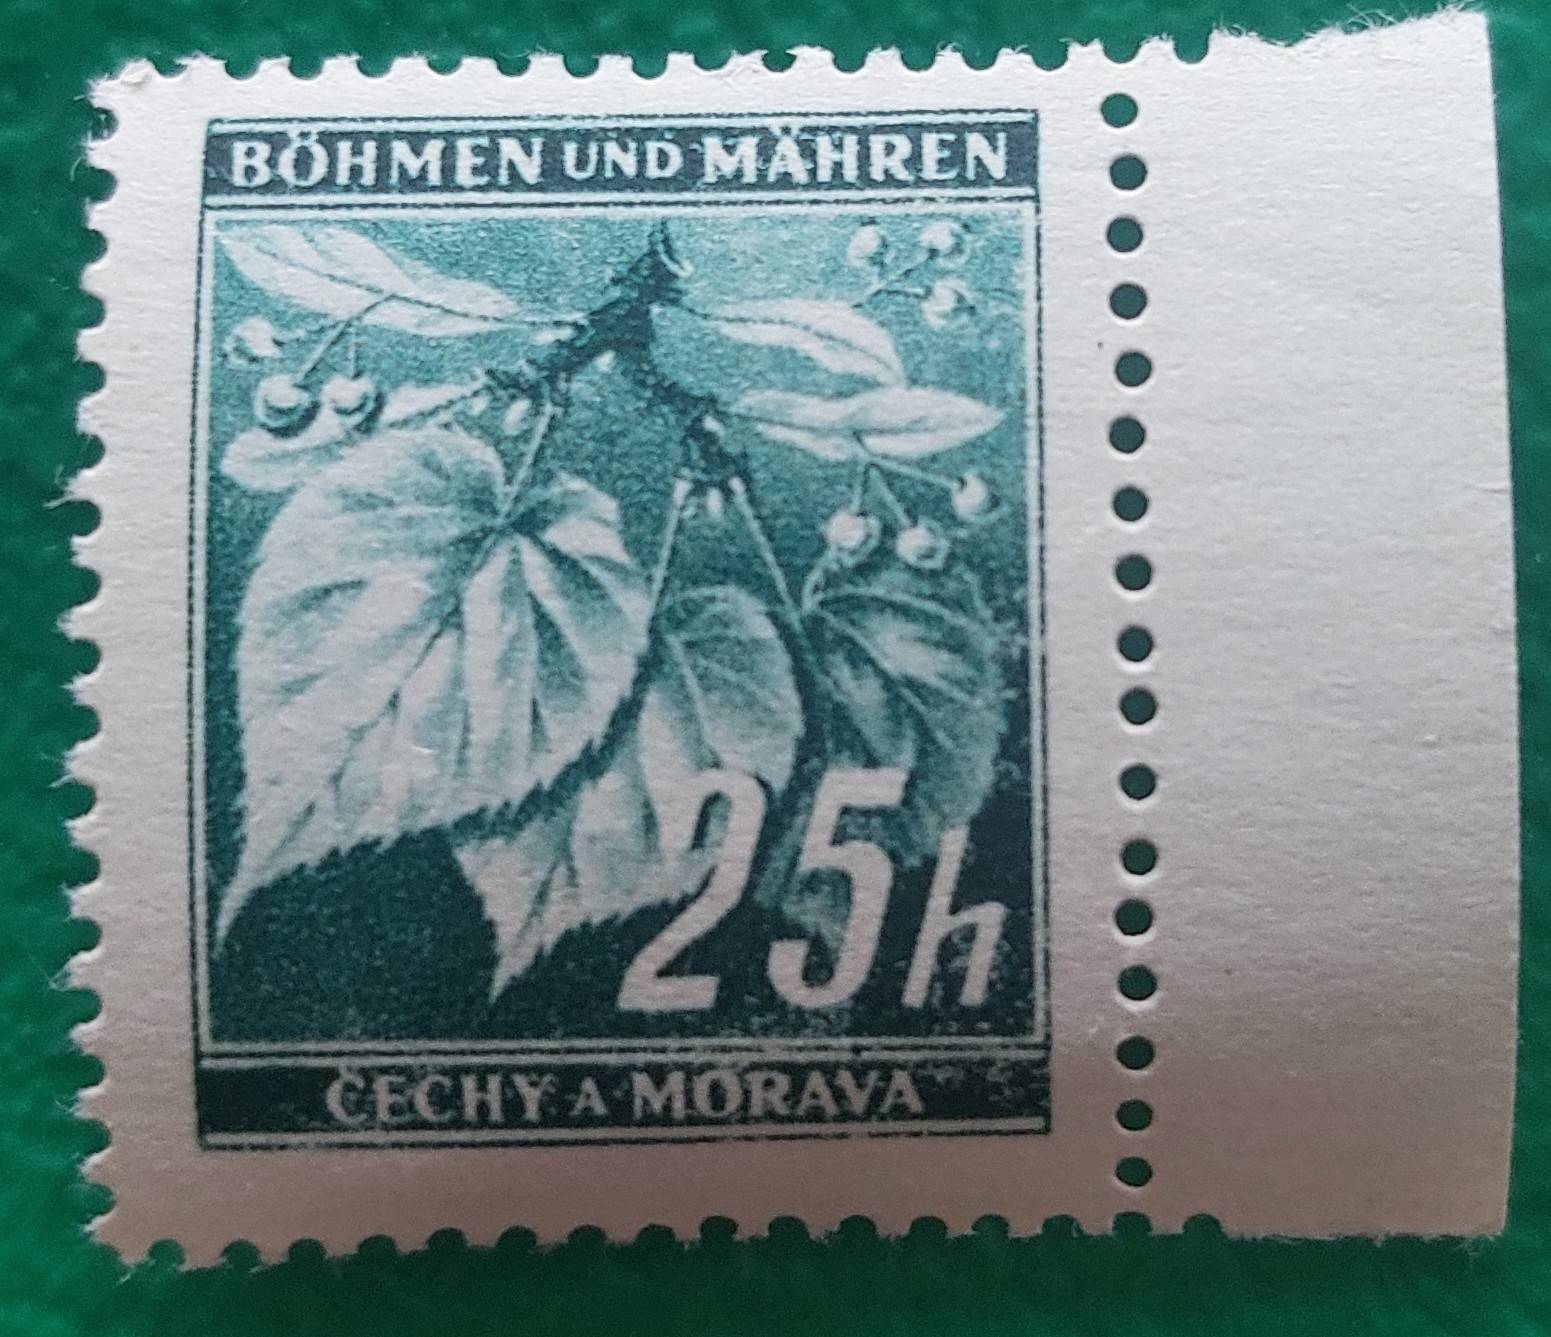 BÖHMEN UND MÄHREN
25h
ČECHY A MORAVA